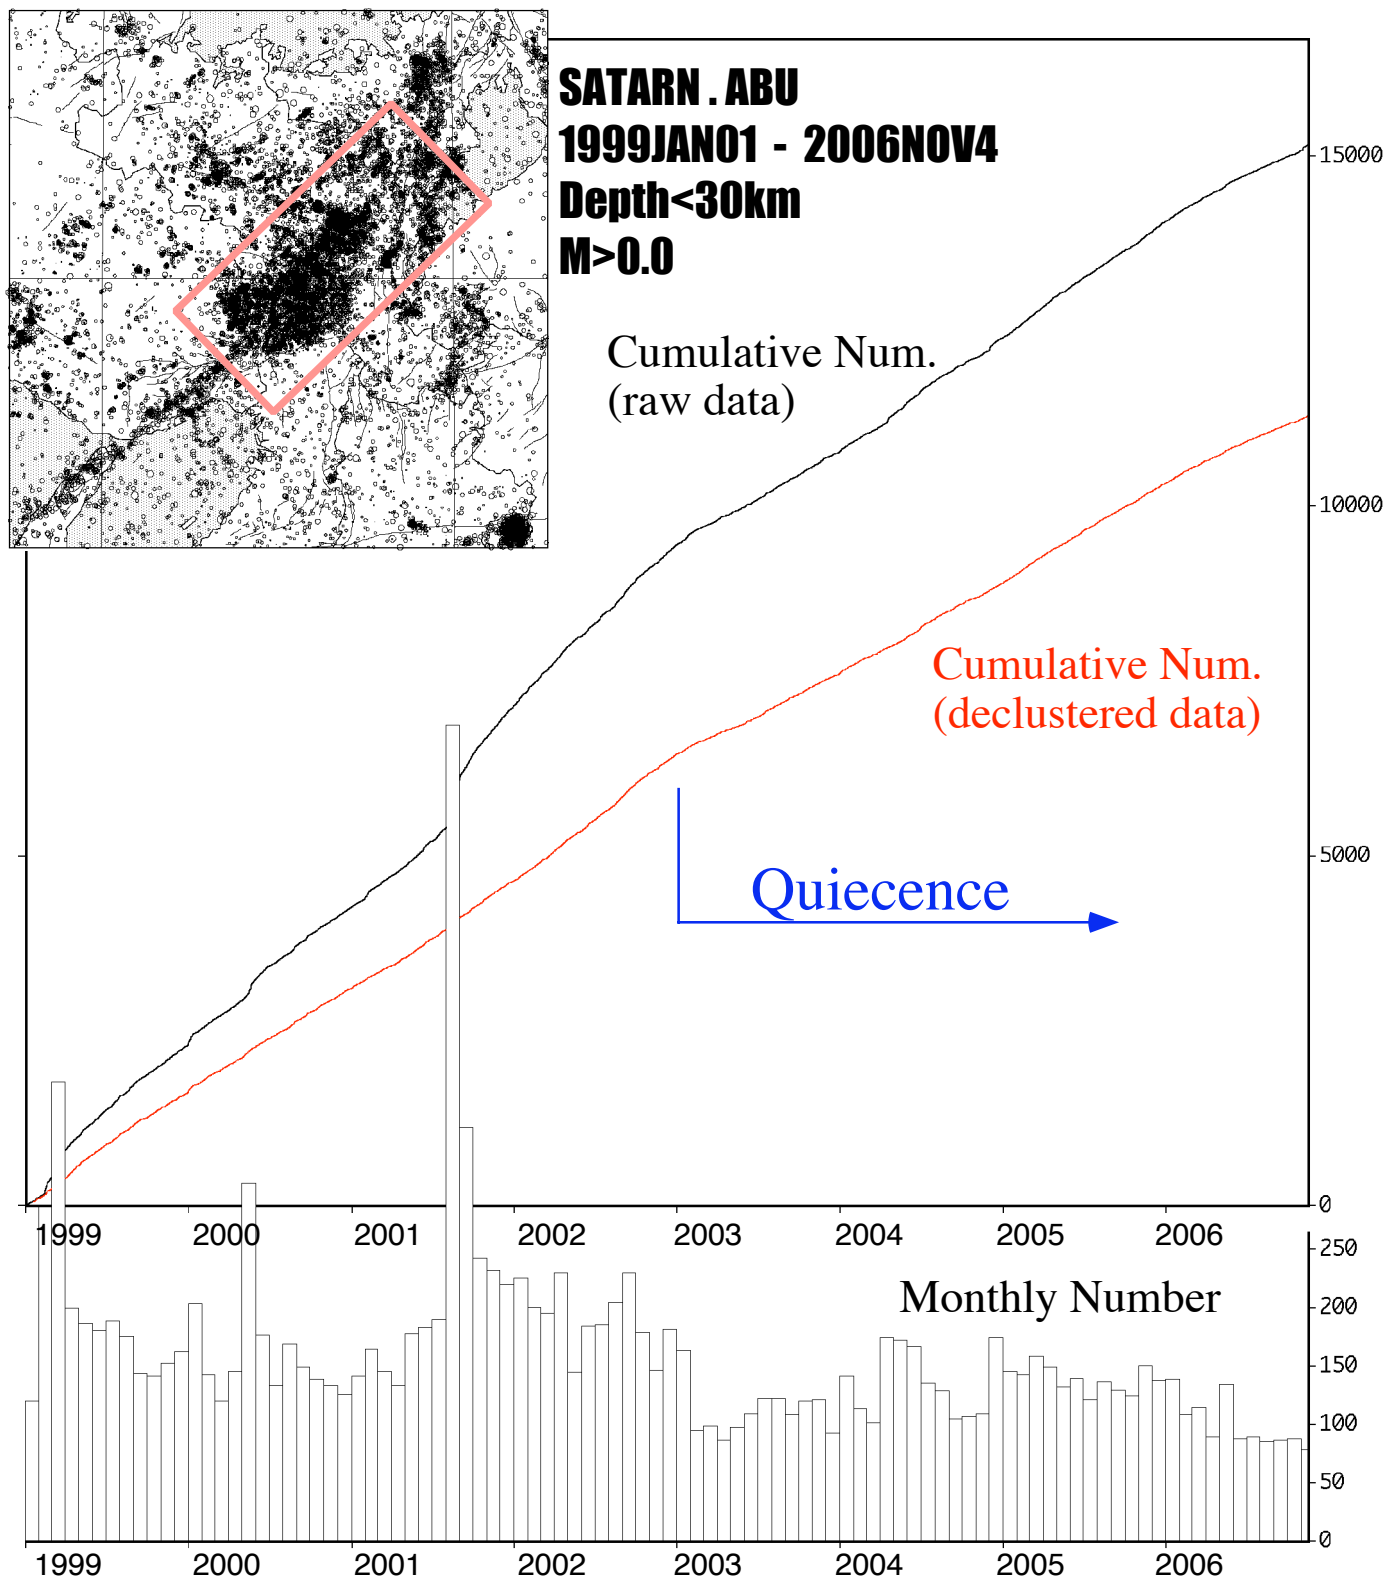 SATARN . ABU
1999JAN01 - 2006NOV4
Depth<30km
M>0.0
Cumulative Num.
(raw data)
Cumulative Num.
(declustered data)
Quiecence
15000
10000
5000
0
1999 2000 2001 2002 2003 2004 2005 2006
Monthly Number
250
200
150
100
50
0
1999 2000 2001 2002 2003 2004 2005 2006